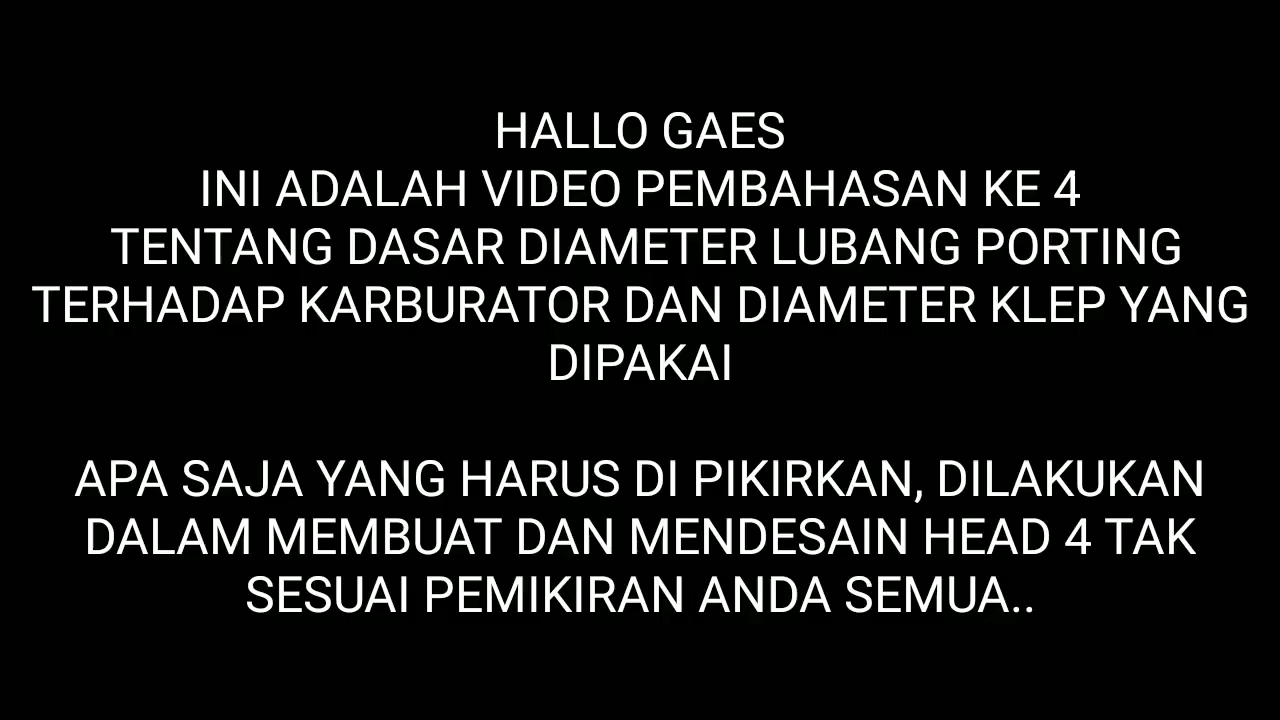 HALLO GAES
INI ADALAH VIDEO PEMBAHASAN KE 4
TENTANG DASAR DIAMETER LUBANG PORTING
TERHADAP KARBURATOR DAN DIAMETER KLEP YANG
DIPAKAI
APA SAJA YANG HARUS DI PIKIRKAN, DILAKUKAN
DALAM MEMBUAT DAN MENDESAIN HEAD 4 TAK
SESUAI PEMIKIRAN ANDA SEMUA..